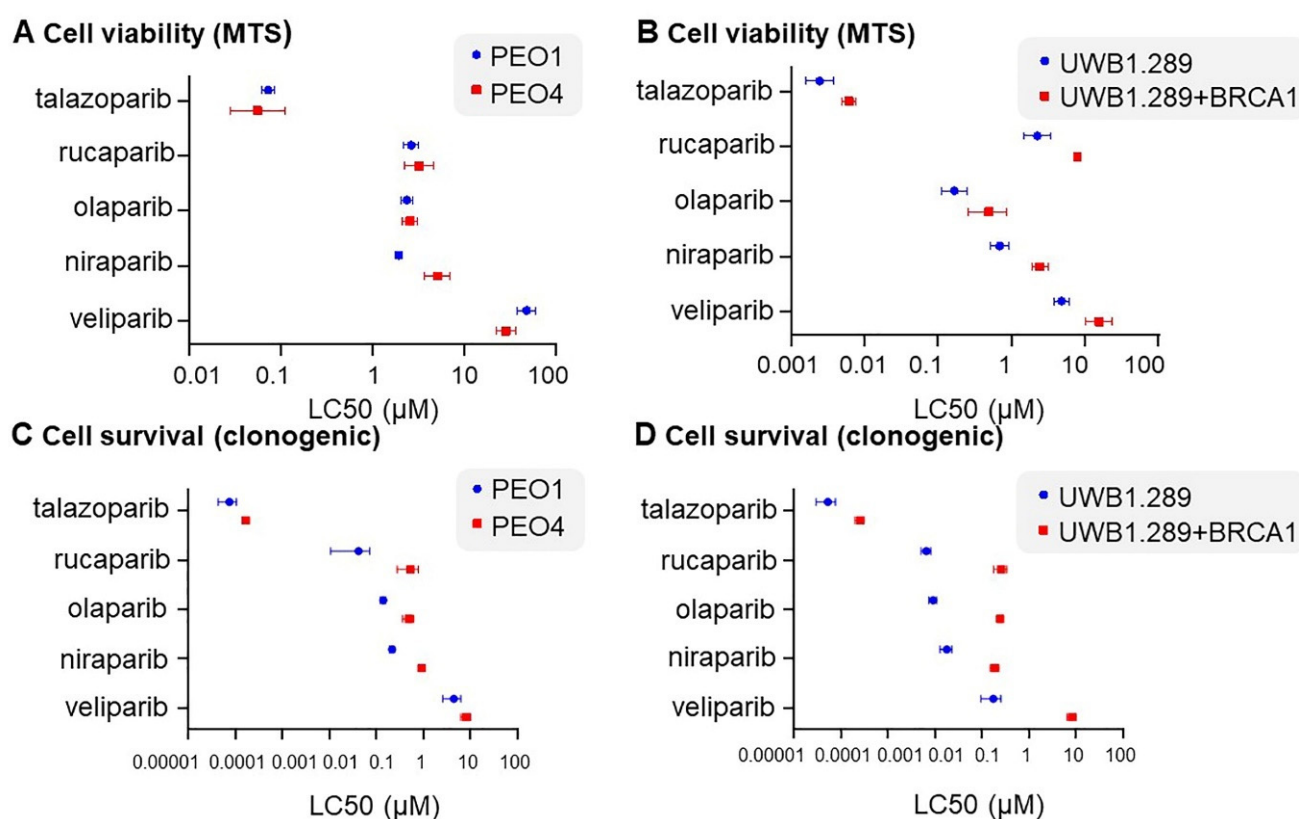 A Cell viability (MTS)
PEO1
PEO4
talazoparib
rucaparib
olaparib
niraparib
veliparib
0.01 0.1 1 10 100
LC50 (µM)
B Cell viability (MTS)
UWB1.289
UWB1.289+BRCA1
talazoparib
rucaparib
olaparib
niraparib
veliparib
0.001 0.01 0.1 1 10 100
LC50 (µM)
C Cell survival (clonogenic)
PEO1
PEO4
talazoparib
rucaparib
olaparib
niraparib
veliparib
0.00001 0.0001 0.001 0.01 0.1 1 10 100
LC50 (µM)
D Cell survival (clonogenic)
UWB1.289
UWB1.289+BRCA1
talazoparib
rucaparib
olaparib
niraparib
veliparib
0.00001 0.0001 0.001 0.01 0.1 1 10 100
LC50 (µM)